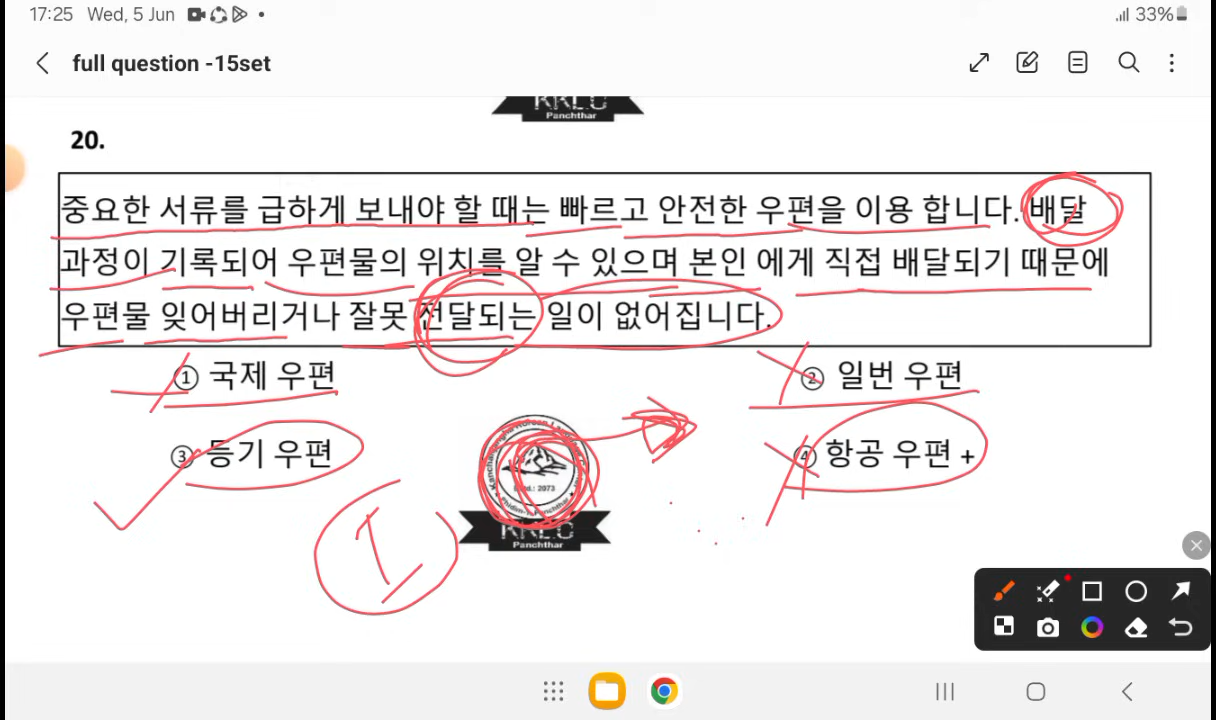 17:25 Wed, 5 Jun 33%
full question -15set
KKLC
Panchthar
20.
중요한 서류를 급하게 보내야 할 때는 빠르고 안전한 우편을 이용 합니다. 배달
과정이 기록되어 우편물의 위치를 알 수 있으며 본인 에게 직접 배달되기 때문에
우편물 잊어버리거나 잘못 전달되는 일이 없어집니다.
① 국제 우편 ② 일번 우편
③ 등기 우편 ④ 항공 우편 +
Estd.: 2073
KKLC
Panchthar